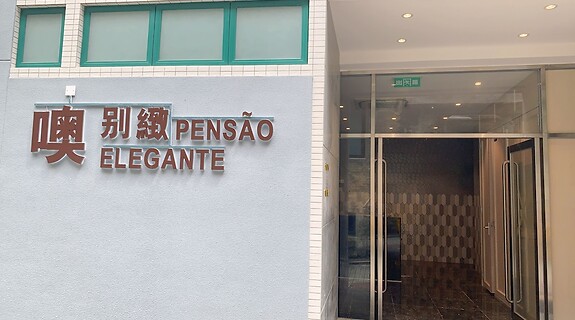 噢 别緻 PENSÃO
ELEGANTE